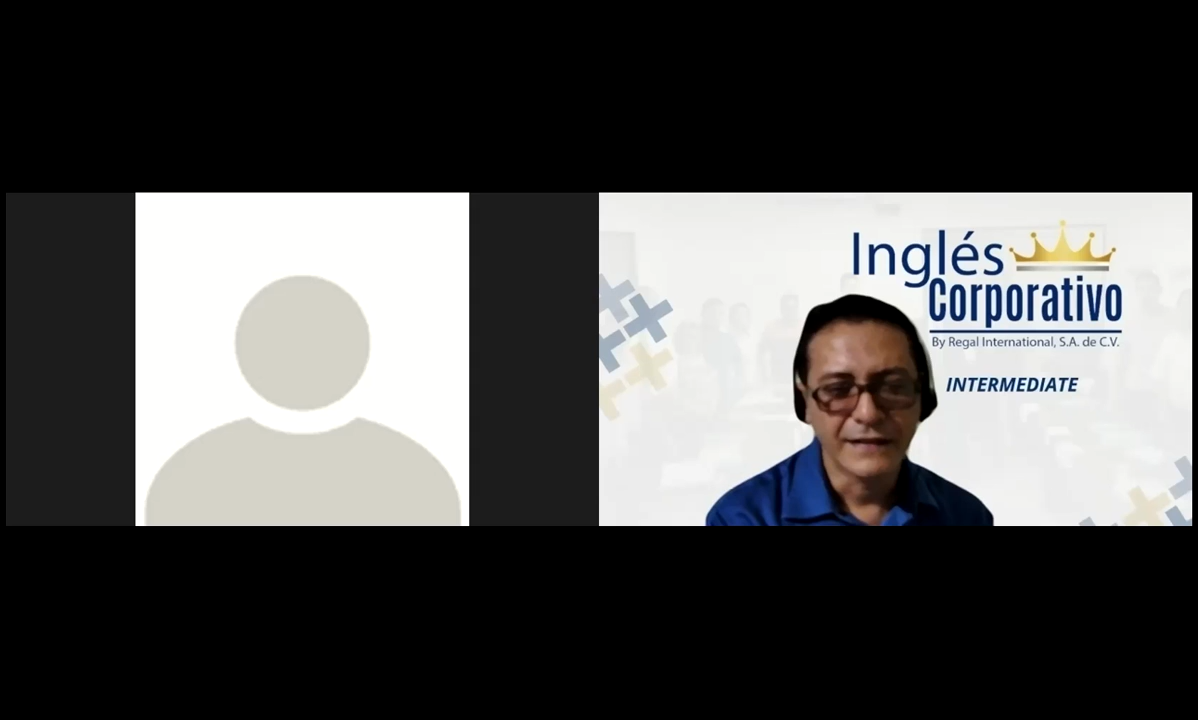 Inglés
Corporativo
By Regal International, S.A. de C.V.
INTERMEDIATE